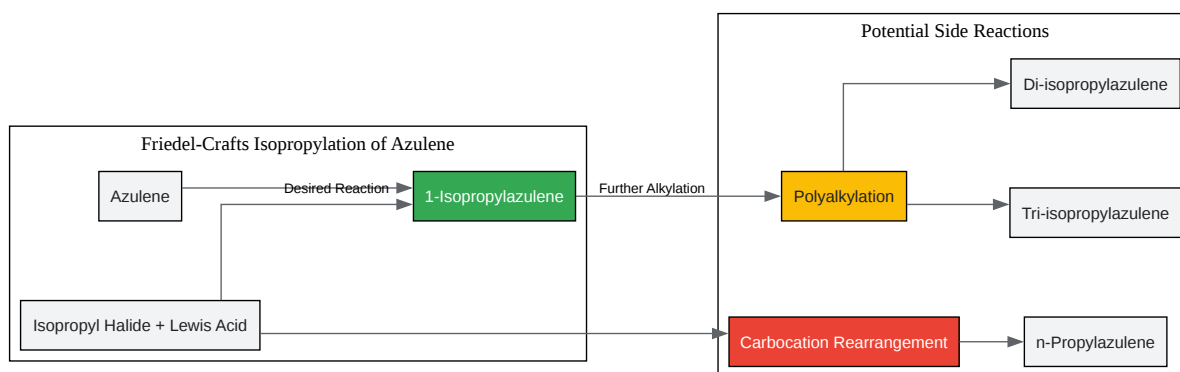 Friedel-Crafts Isopropylation of Azulene
Azulene
Desired Reaction
1-Isopropylazulene
Isopropyl Halide + Lewis Acid
Further Alkylation
Potential Side Reactions
Di-isopropylazulene
Polyalkylation
Tri-isopropylazulene
Carbocation Rearrangement
n-Propylazulene